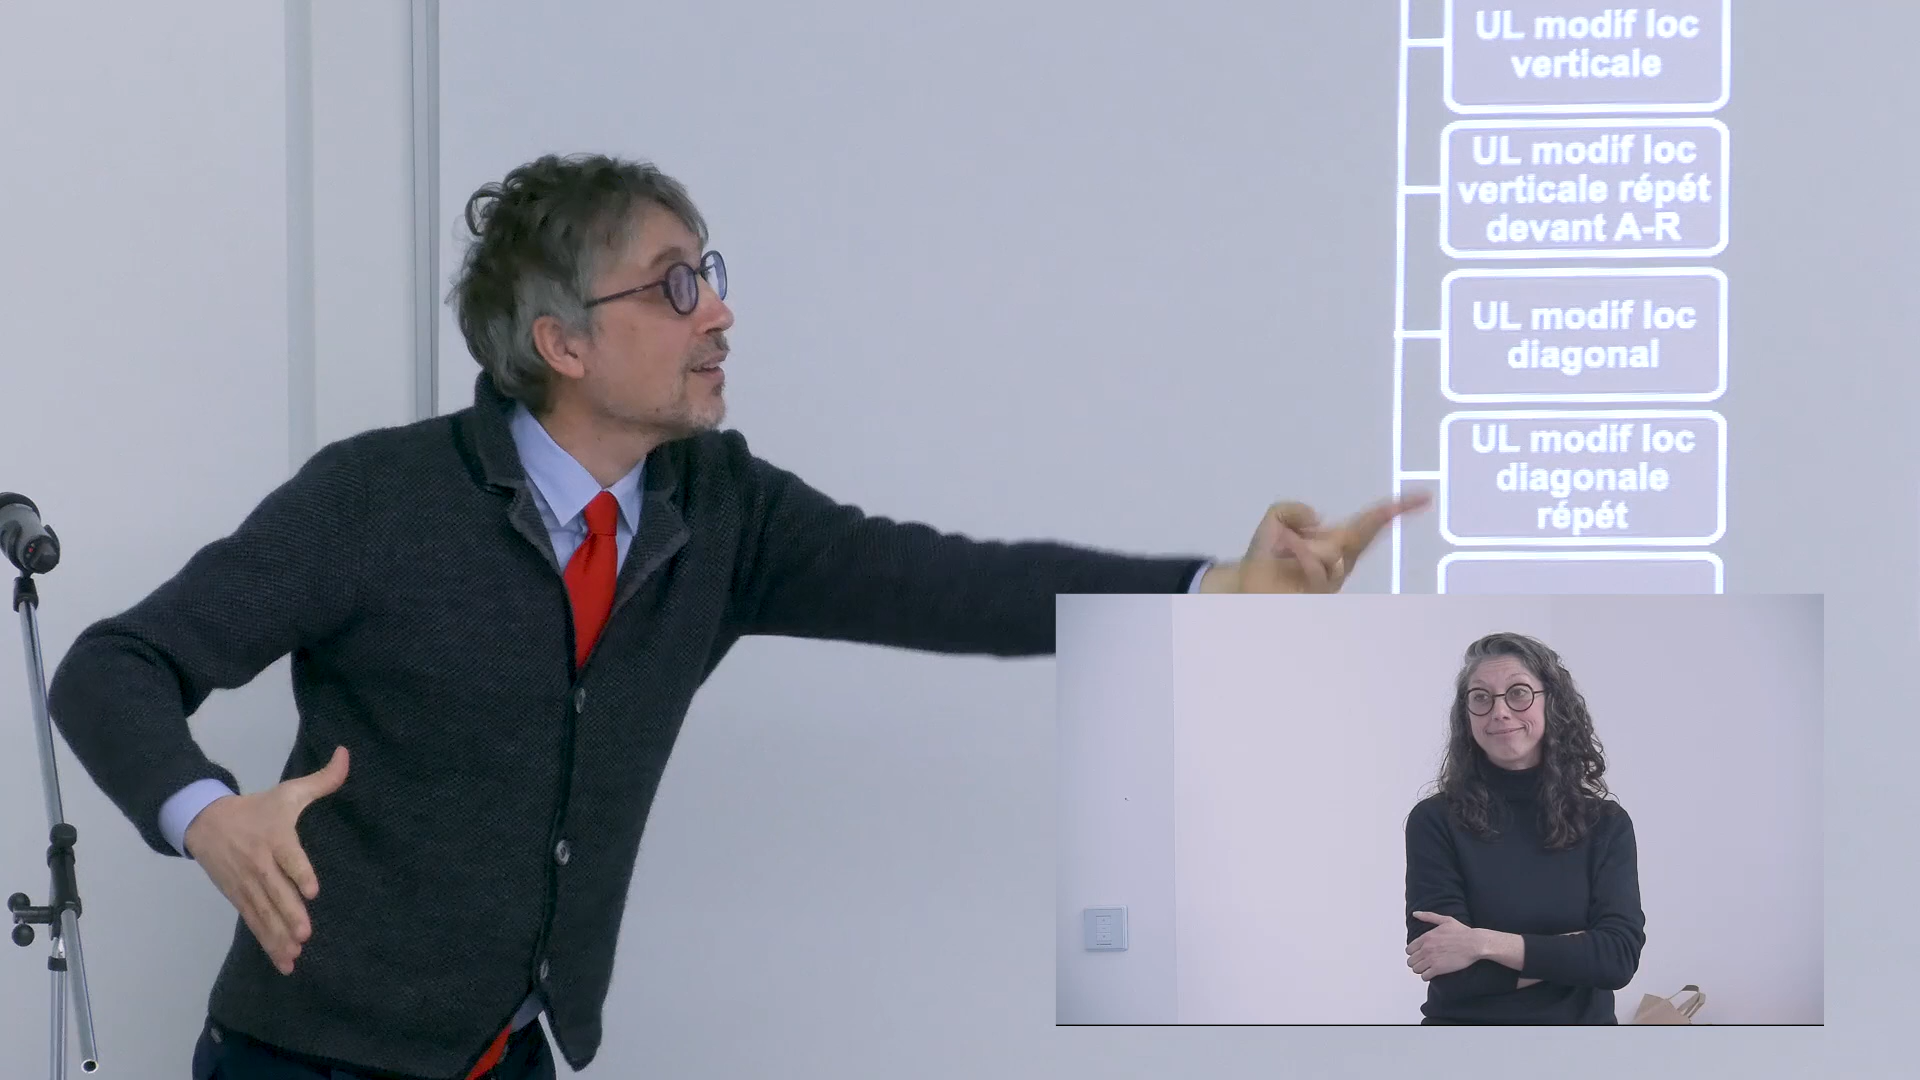 UL modif loc
verticale
UL modif loc
verticale répét
devant A-R
UL modif loc
diagonal
UL modif loc
diagonale
répét